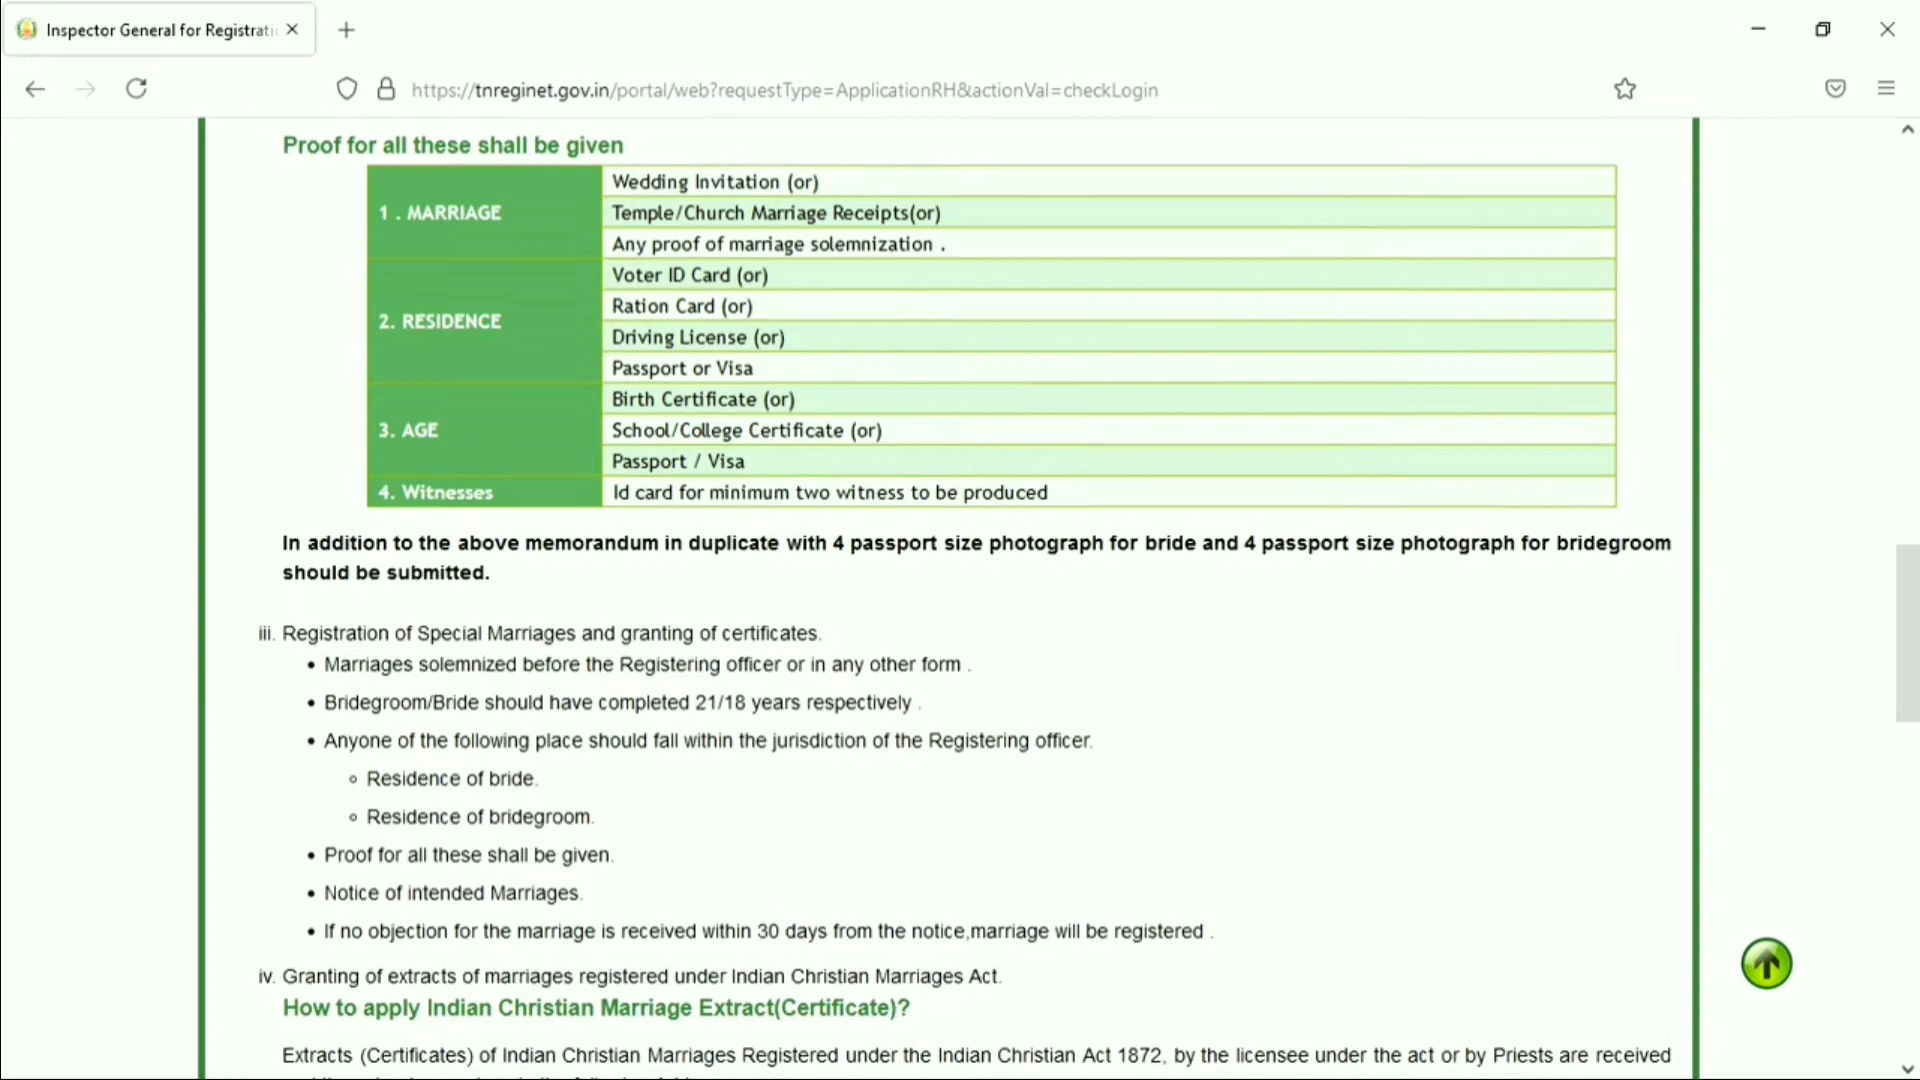 Inspector General for Registrati
https://tnreginet.gov.in/portal/web?requestType=ApplicationRH&actionVal=checkLogin
Proof for all these shall be given
1 . MARRIAGE
Wedding Invitation (or)
Temple/Church Marriage Receipts(or)
Any proof of marriage solemnization .
2. RESIDENCE
Voter ID Card (or)
Ration Card (or)
Driving License (or)
Passport or Visa
3. AGE
Birth Certificate (or)
School/College Certificate (or)
Passport / Visa
4. Witnesses
Id card for minimum two witness to be produced
In addition to the above memorandum in duplicate with 4 passport size photograph for bride and 4 passport size photograph for bridegroom
should be submitted.
iii. Registration of Special Marriages and granting of certificates.
• Marriages solemnized before the Registering officer or in any other form .
• Bridegroom/Bride should have completed 21/18 years respectively .
• Anyone of the following place should fall within the jurisdiction of the Registering officer.
◦ Residence of bride.
◦ Residence of bridegroom.
• Proof for all these shall be given.
• Notice of intended Marriages.
• If no objection for the marriage is received within 30 days from the notice,marriage will be registered .
iv. Granting of extracts of marriages registered under Indian Christian Marriages Act.
How to apply Indian Christian Marriage Extract(Certificate)?
Extracts (Certificates) of Indian Christian Marriages Registered under the Indian Christian Act 1872, by the licensee under the act or by Priests are received